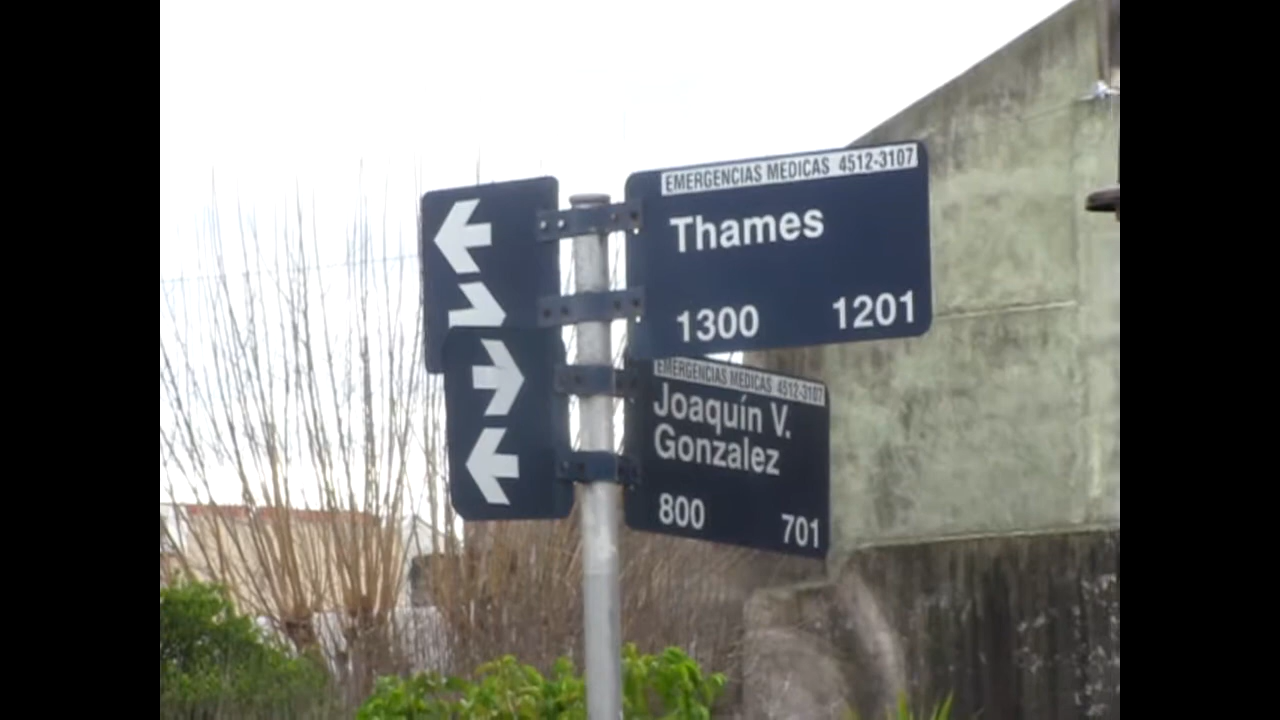 EMERGENCIAS MEDICAS 4512-3107
Thames
1300 1201
EMERGENCIAS MEDICAS 4512-3107
Joaquín V.
Gonzalez
800 701